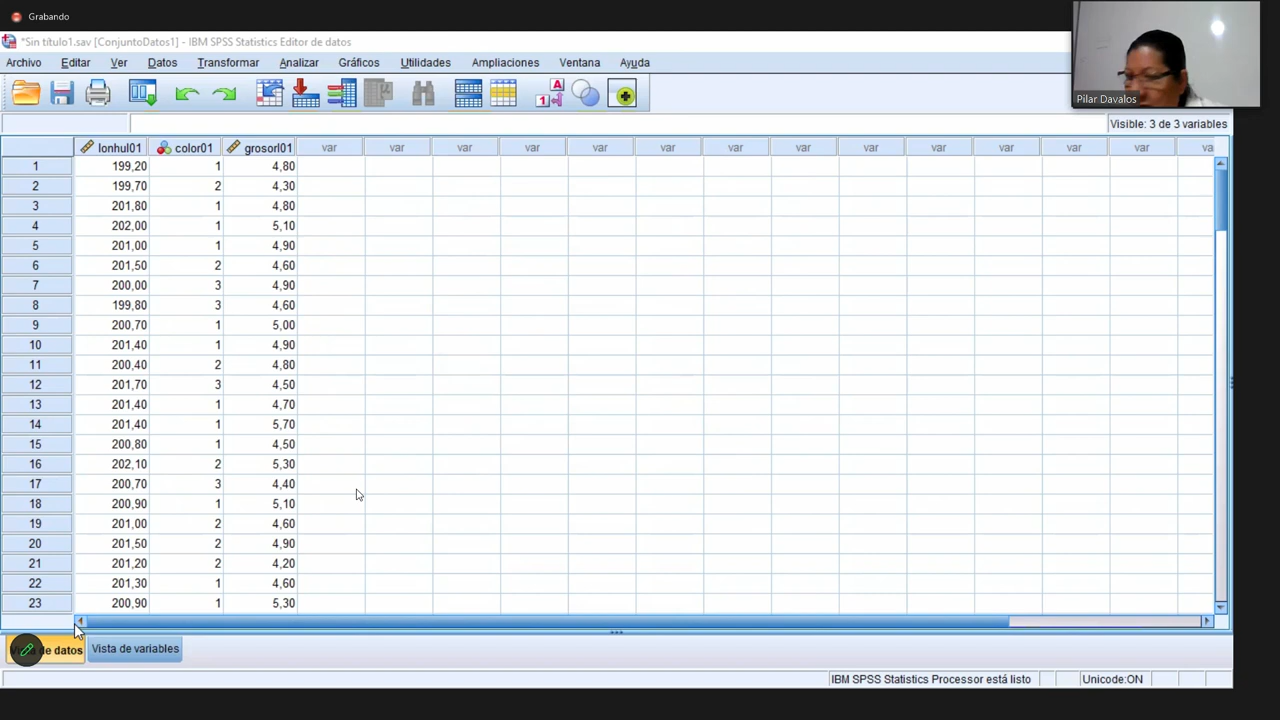 Grabando
*Sin título1.sav [ConjuntoDatos1] - IBM SPSS Statistics Editor de datos
Archivo Editar Ver Datos Transformar Analizar Gráficos Utilidades Ampliaciones Ventana Ayuda
Pilar Davalos
Visible: 3 de 3 variables
lonhul01 color01 grosorl01 var var var var var var var var var var var var var va
1 199,20 1 4,80
2 199,70 2 4,30
3 201,80 1 4,80
4 202,00 1 5,10
5 201,00 1 4,90
6 201,50 2 4,60
7 200,00 3 4,90
8 199,80 3 4,60
9 200,70 1 5,00
10 201,40 1 4,90
11 200,40 2 4,80
12 201,70 3 4,50
13 201,40 1 4,70
14 201,40 1 5,70
15 200,80 1 4,50
16 202,10 2 5,30
17 200,70 3 4,40
18 200,90 1 5,10
19 201,00 2 4,60
20 201,50 2 4,90
21 201,20 2 4,20
22 201,30 1 4,60
23 200,90 1 5,30
de datos Vista de variables
IBM SPSS Statistics Processor está listo Unicode:ON